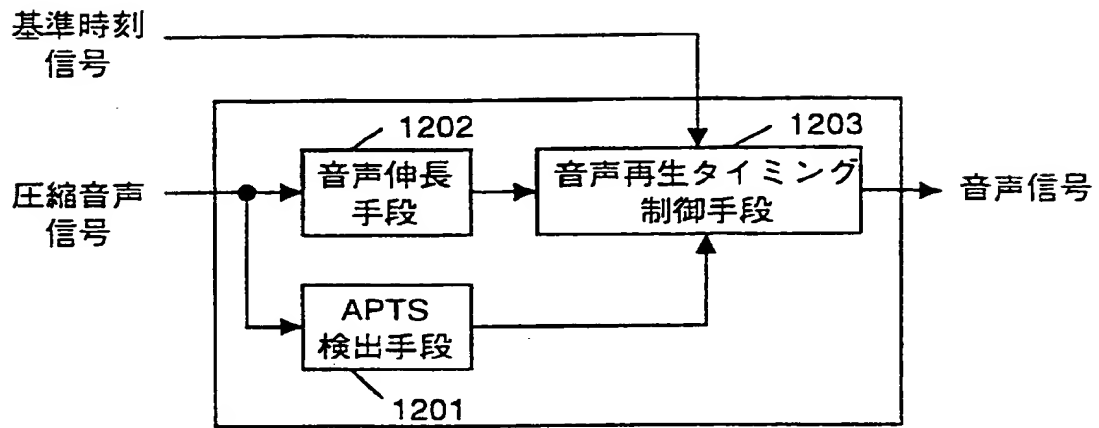 基準時刻
信号
1202
1203
圧縮音声
信号
音声伸長
手段
音声再生タイミング
制御手段
音声信号
APTS
検出手段
1201